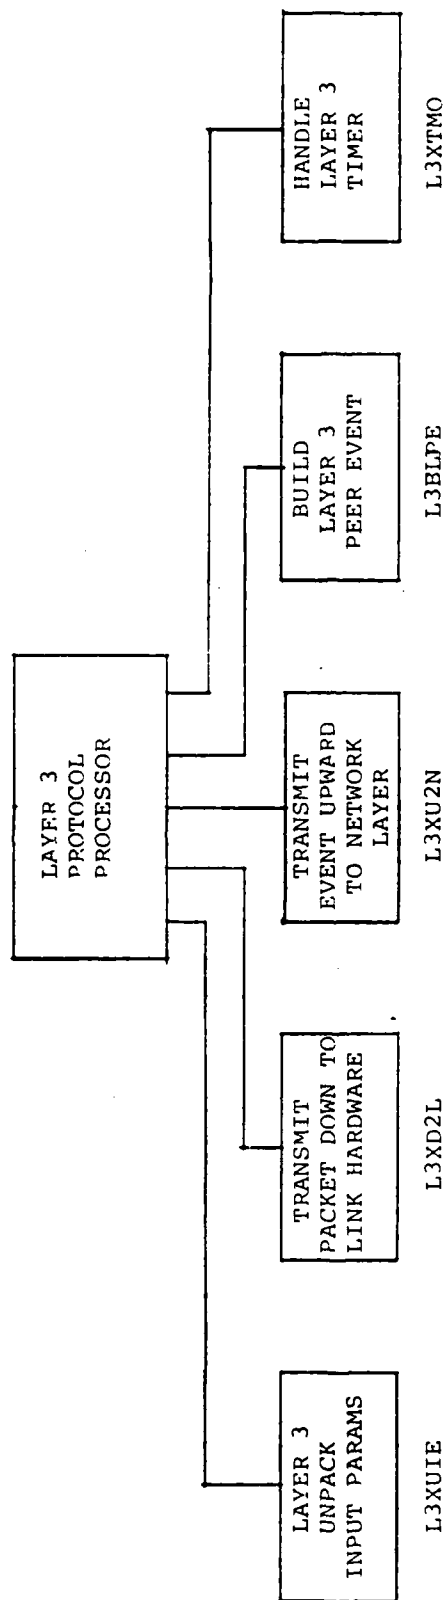 LAYER 3
PROTOCOL
PROCESSOR
LAYER 3
UNPACK
INPUT PARAMS
L3XUIE
TRANSMIT
PACKET DOWN TO
LINK HARDWARE
L3XD2L
TRANSMIT
EVENT UPWARD
TO NETWORK
LAYER
L3XU2N
BUILD
LAYER 3
PEER EVENT
L3BLPE
HANDLE
LAYER 3
TIMER
L3XTMO